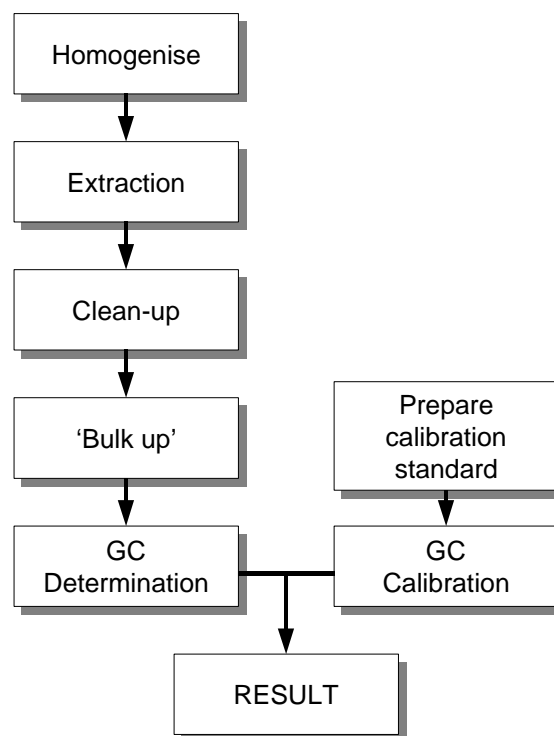 Homogenise
Extraction
Clean-up
‘Bulk up’
Prepare
calibration
standard
GC
Determination
GC
Calibration
RESULT